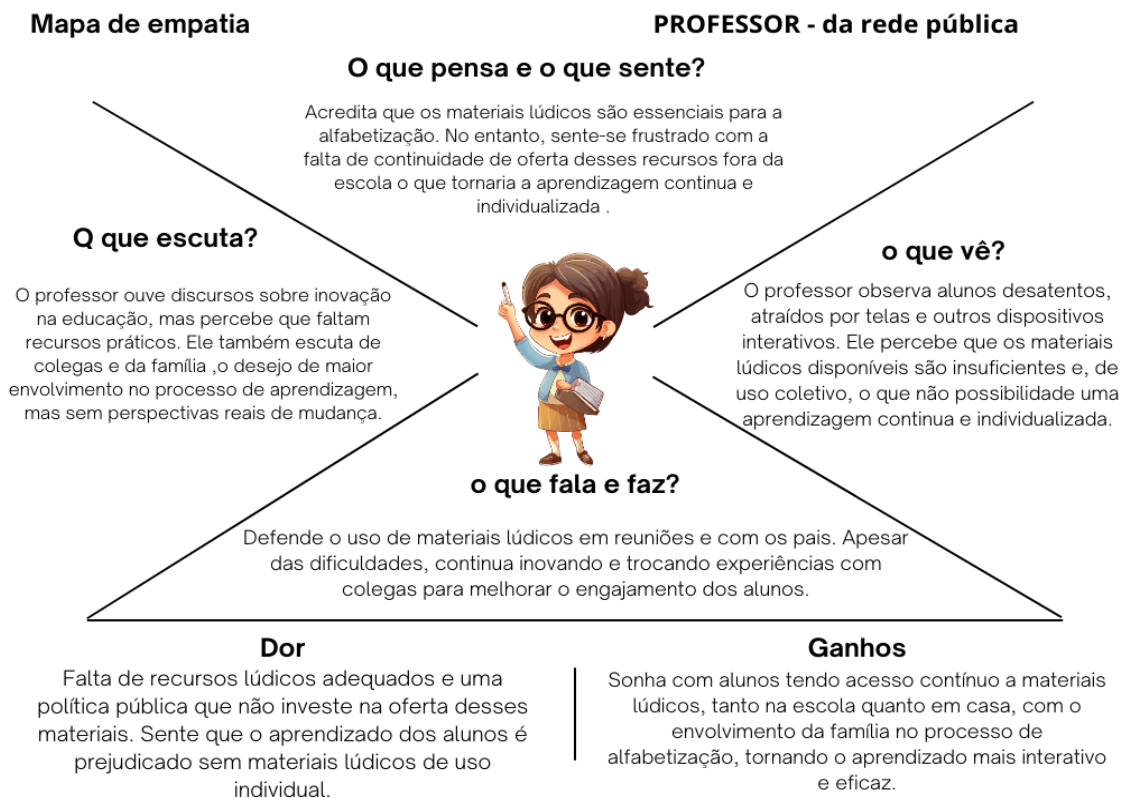 Mapa de empatia
PROFESSOR - da rede pública
O que pensa e o que sente?
Acredita que os materiais lúdicos são essenciais para a
alfabetização. No entanto, sente-se frustrado com a
falta de continuidade de oferta desses recursos fora da
escola o que tornaria a aprendizagem continua e
individualizada .
Q que escuta?
O professor ouve discursos sobre inovação
na educação, mas percebe que faltam
recursos práticos. Ele também escuta de
colegas e da família ,o desejo de maior
envolvimento no processo de aprendizagem,
mas sem perspectivas reais de mudança.
o que vê?
O professor observa alunos desatentos,
atraídos por telas e outros dispositivos
interativos. Ele percebe que os materiais
lúdicos disponíveis são insuficientes e, de
uso coletivo, o que não possibilidade uma
aprendizagem continua e individualizada.
o que fala e faz?
Defende o uso de materiais lúdicos em reuniões e com os pais. Apesar
das dificuldades, continua inovando e trocando experiências com
colegas para melhorar o engajamento dos alunos.
Dor
Falta de recursos lúdicos adequados e uma
política pública que não investe na oferta desses
materiais. Sente que o aprendizado dos alunos é
prejudicado sem materiais lúdicos de uso
individual.
Ganhos
Sonha com alunos tendo acesso contínuo a materiais
lúdicos, tanto na escola quanto em casa, com o
envolvimento da família no processo de
alfabetização, tornando o aprendizado mais interativo
e eficaz.